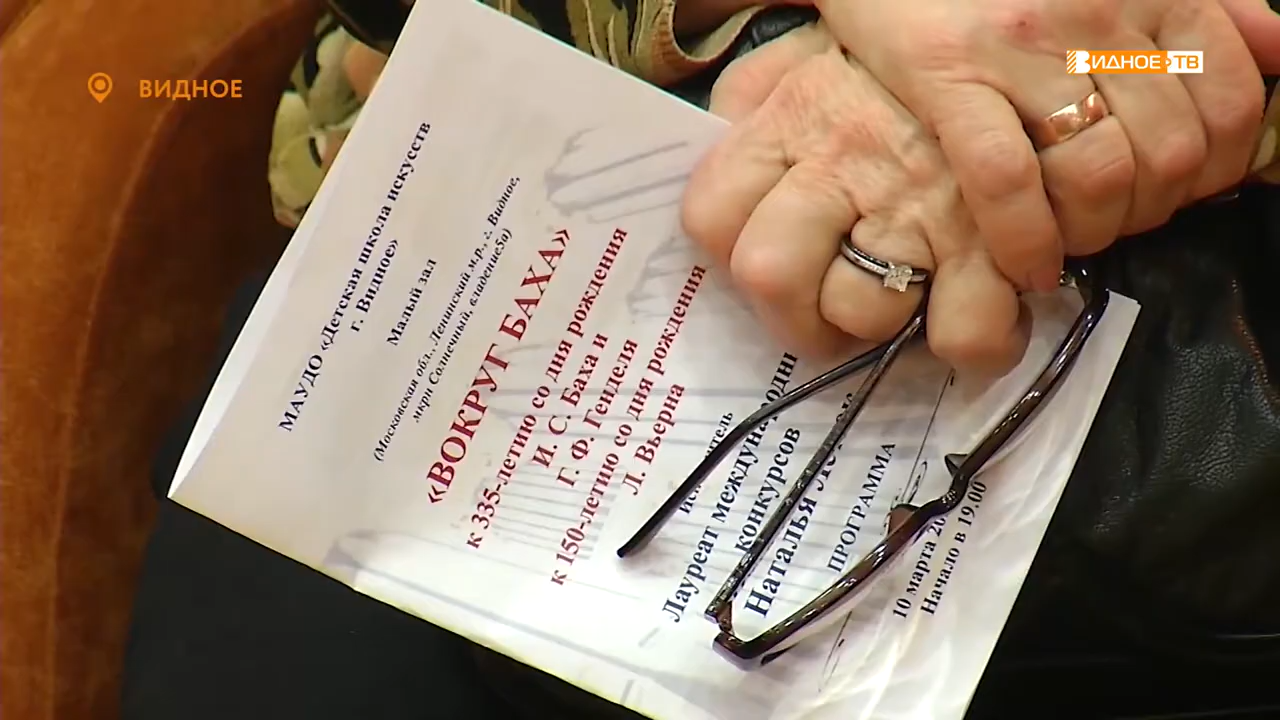 ВИДНОЕ
ВИДНОЕ ТВ
МАУДО «Детская школа искусств
г. Видное»
Малый зал
(Московская обл., Ленинский м.р., г. Видное,
мкрн Солнечный, владение5а)
«ВОКРУГ БАХА»
к 335-летию со дня рождения
И. С. Баха и
Г. Ф. Генделя
к 150-летию со дня рождения
Л. Вьерна
Лауреат
конкурсов
Наталья
ПРОГРАММА
10 марта 20
Начало в 19.00